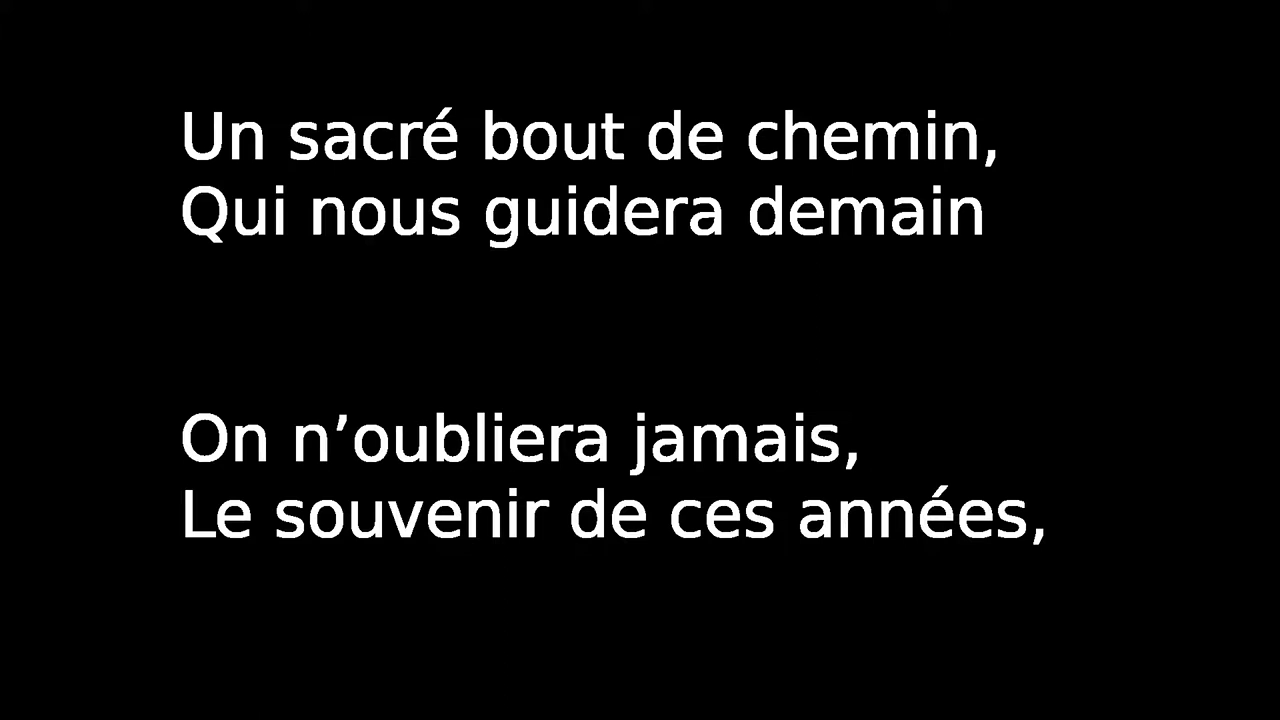 Un sacré bout de chemin,
Qui nous guidera demain
On n’oubliera jamais,
Le souvenir de ces années,